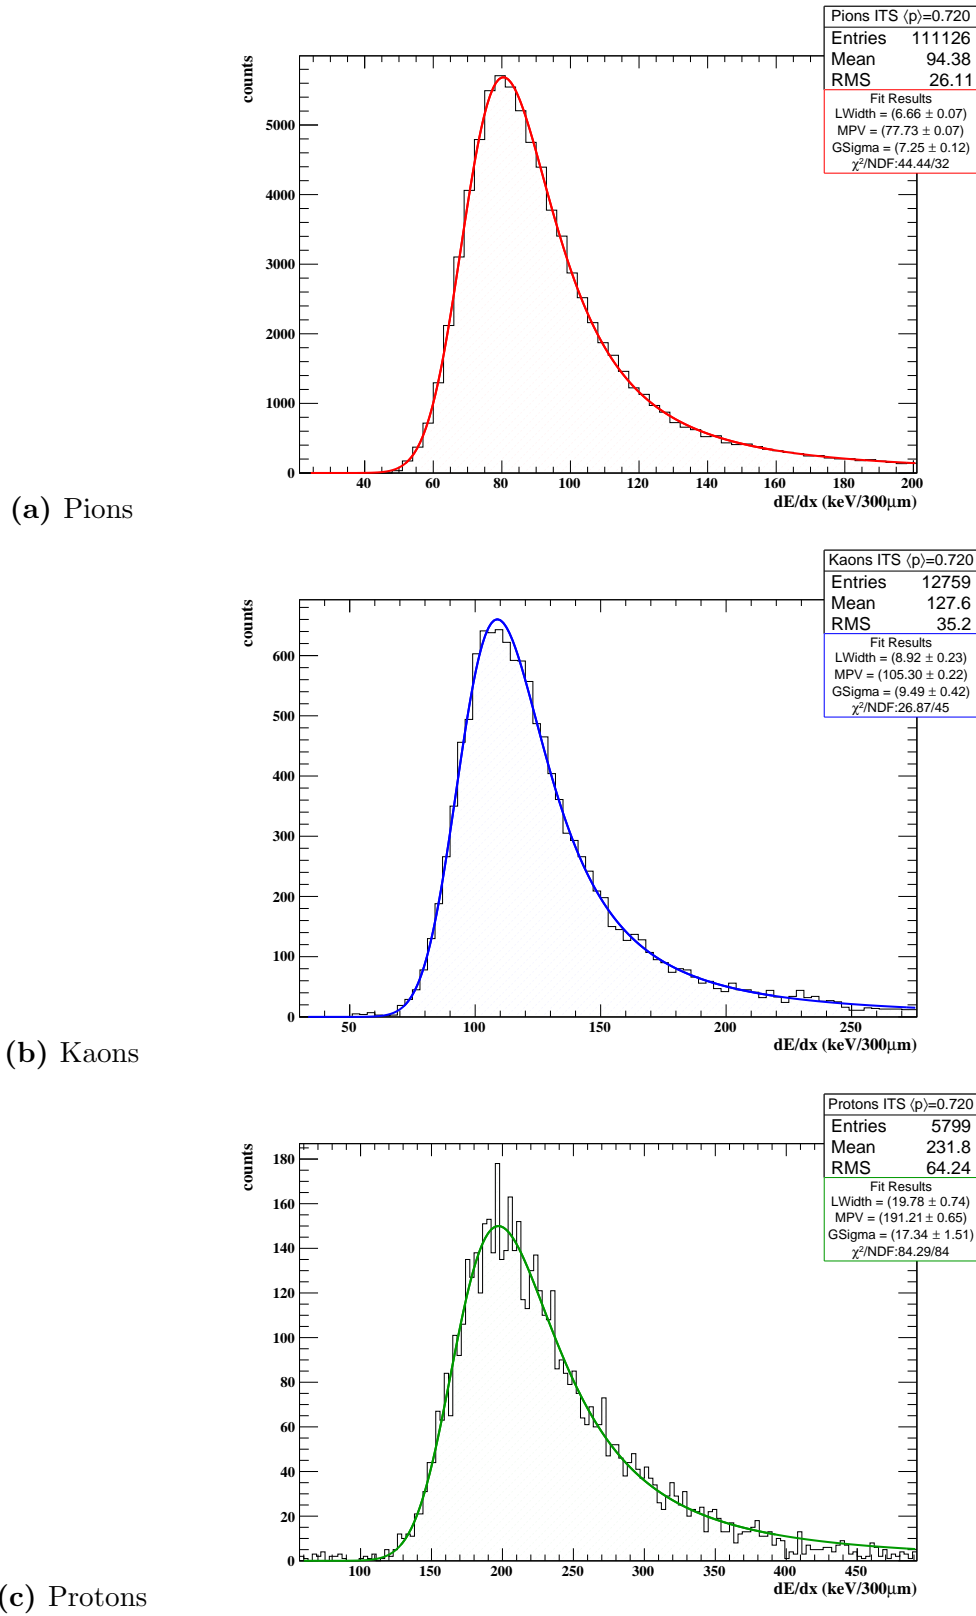 Pions ITS ⟨p⟩=0.720
Entries 111126
Mean 94.38
RMS 26.11
Fit Results
LWidth = (6.66 ± 0.07)
MPV = (77.73 ± 0.07)
GSigma = (7.25 ± 0.12)
χ²/NDF:44.44/32
counts
5000
4000
3000
2000
1000
0
40 60 80 100 120 140 160 180 200
dE/dx (keV/300μm)
(a) Pions
Kaons ITS ⟨p⟩=0.720
Entries 12759
Mean 127.6
RMS 35.2
Fit Results
LWidth = (8.92 ± 0.23)
MPV = (105.30 ± 0.22)
GSigma = (9.49 ± 0.42)
χ²/NDF:26.87/45
counts
600
500
400
300
200
100
0
50 100 150 200 250
dE/dx (keV/300μm)
(b) Kaons
Protons ITS ⟨p⟩=0.720
Entries 5799
Mean 231.8
RMS 64.24
Fit Results
LWidth = (19.78 ± 0.74)
MPV = (191.21 ± 0.65)
GSigma = (17.34 ± 1.51)
χ²/NDF:84.29/84
counts
180
160
140
120
100
80
60
40
20
0
100 150 200 250 300 350 400 450
dE/dx (keV/300μm)
(c) Protons